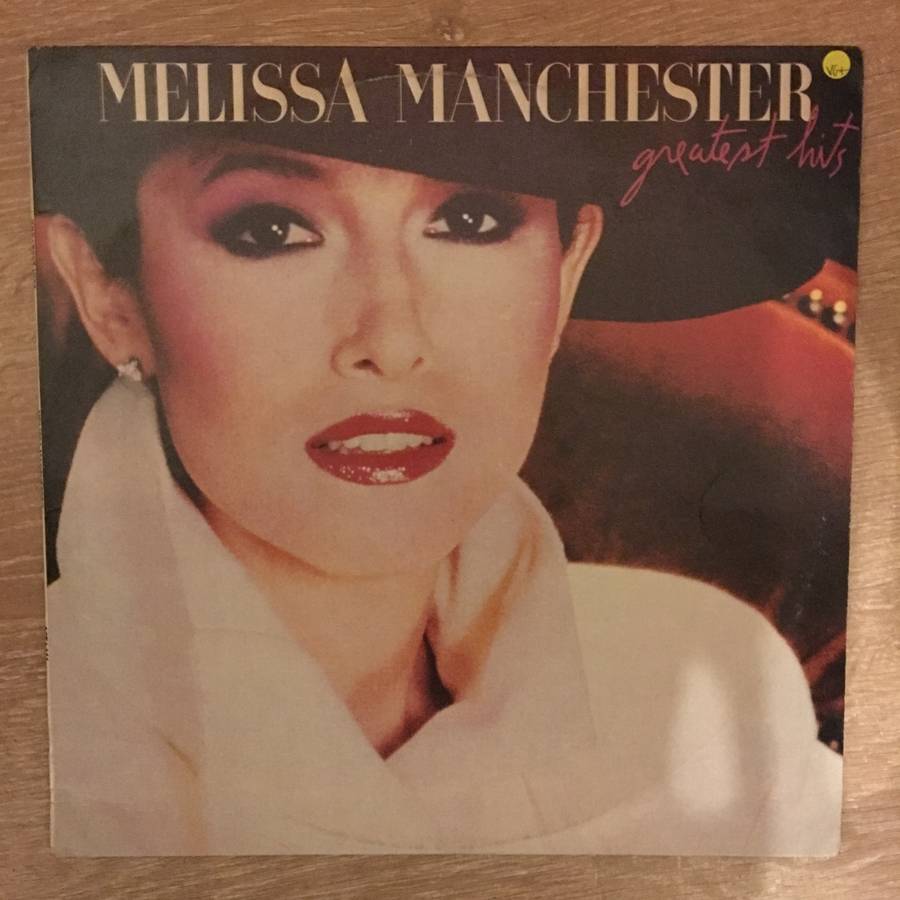 MELISSA MANCHESTER
VG+
greatest hits